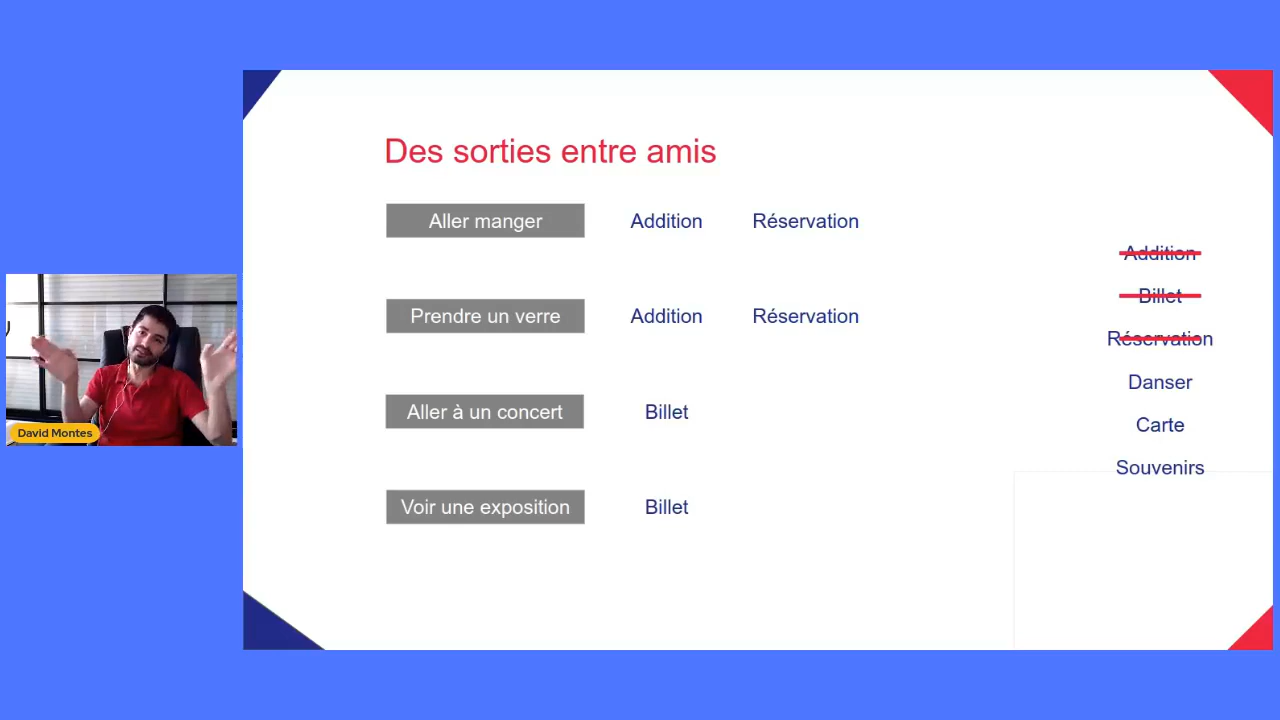 Des sorties entre amis
Aller manger Addition Réservation
Addition
Billet
Prendre un verre Addition Réservation
Réservation
Danser
Aller à un concert Billet
Carte
Souvenirs
Voir une exposition Billet
David Montes